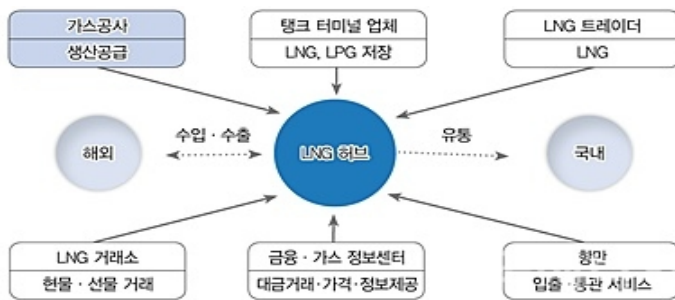 가스공사
생산공급
탱크 터미널 업체
LNG, LPG 저장
LNG 트레이더
LNG
해외
수입 · 수출
LNG 허브
유통
국내
LNG 거래소
현물 · 선물 거래
금융 · 가스 정보센터
대금거래 · 가격 · 정보제공
항만
입출 · 통관 서비스